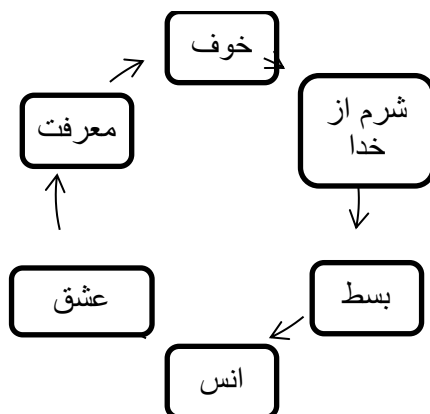 خوف
شرم از
خدا
بسط
انس
عشق
معرفت